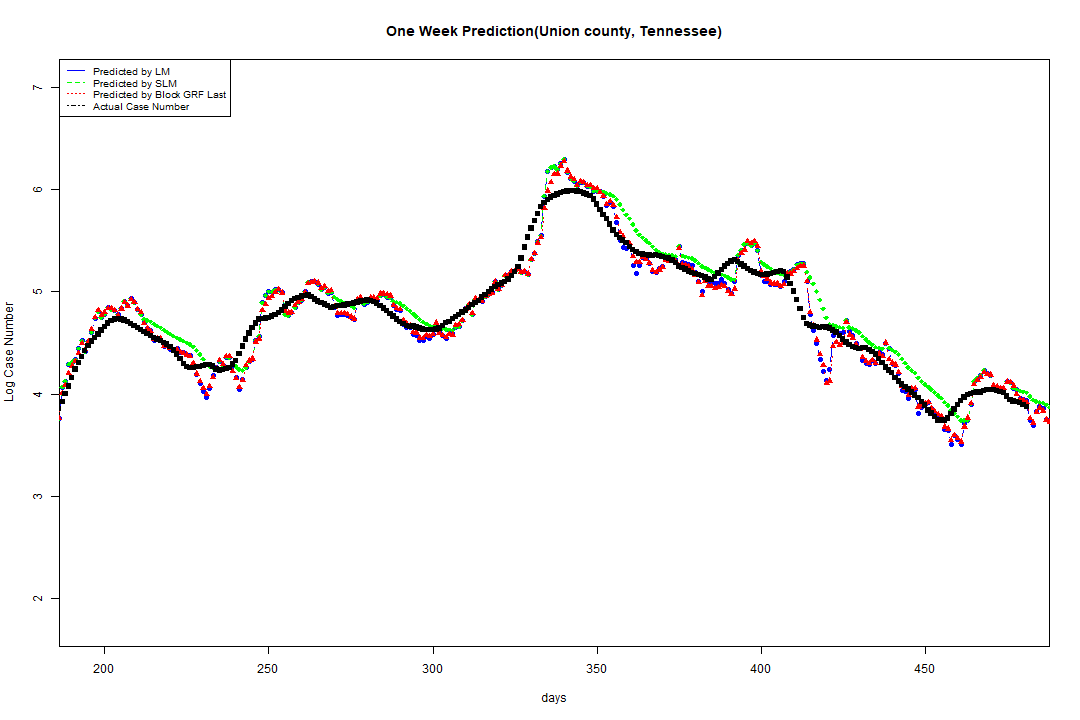 One Week Prediction(Union county, Tennessee)
Predicted by LM
Predicted by SLM
Predicted by Block GRF Last
Actual Case Number
7
6
5
4
3
2
Log Case Number
200 250 300 350 400 450
days